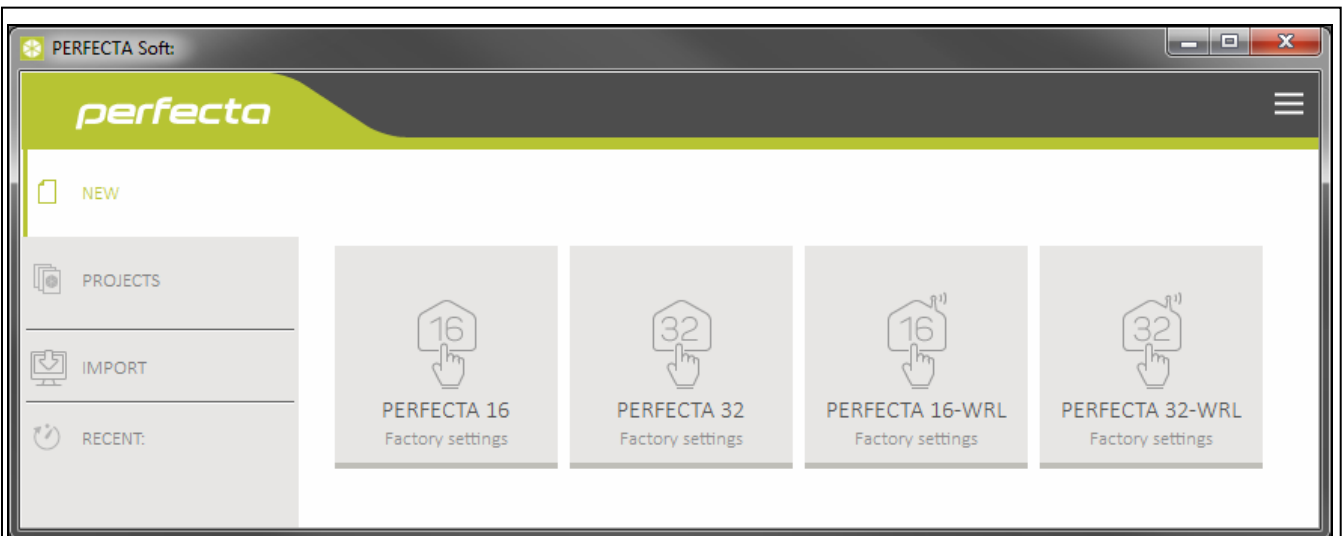 PERFECTA Soft:
perfecta
NEW
PROJECTS
IMPORT
RECENT:
16
PERFECTA 16
Factory settings
32
PERFECTA 32
Factory settings
16
PERFECTA 16-WRL
Factory settings
32
PERFECTA 32-WRL
Factory settings